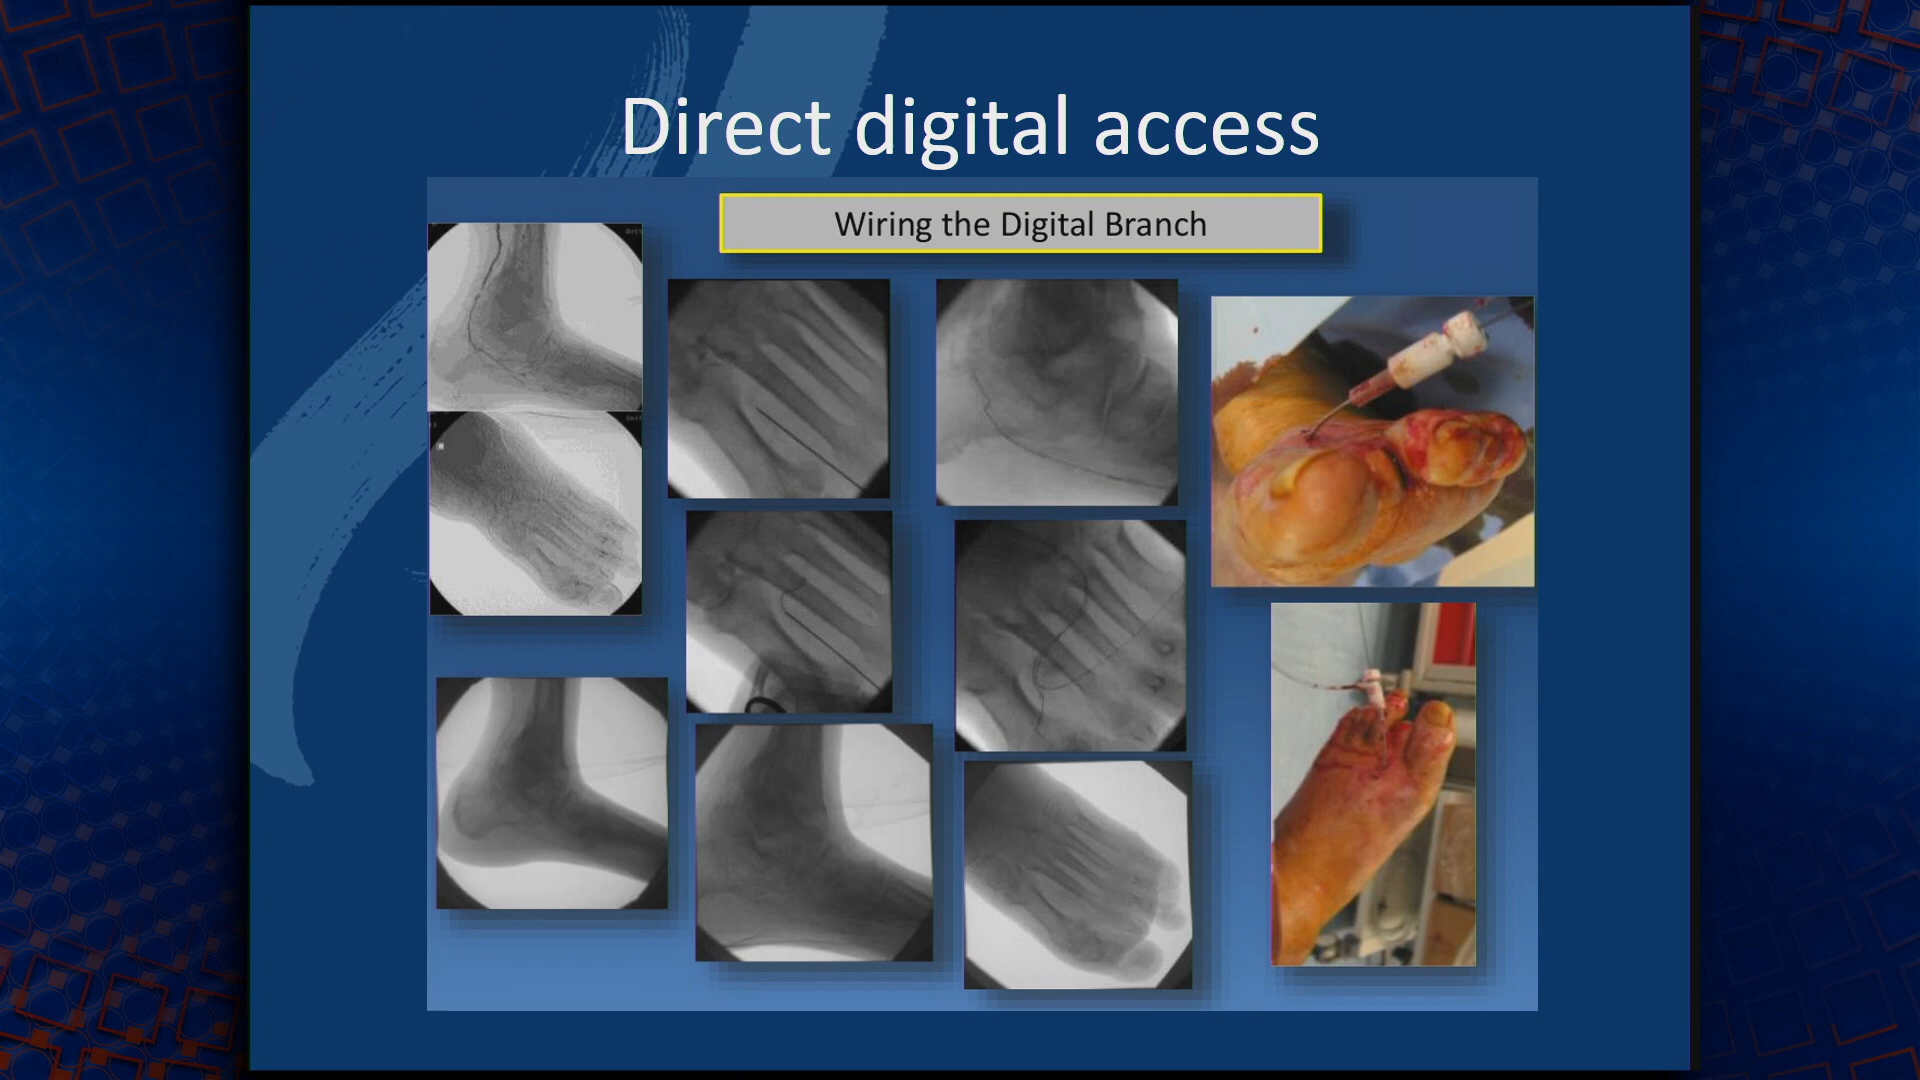 Direct digital access
Wiring the Digital Branch